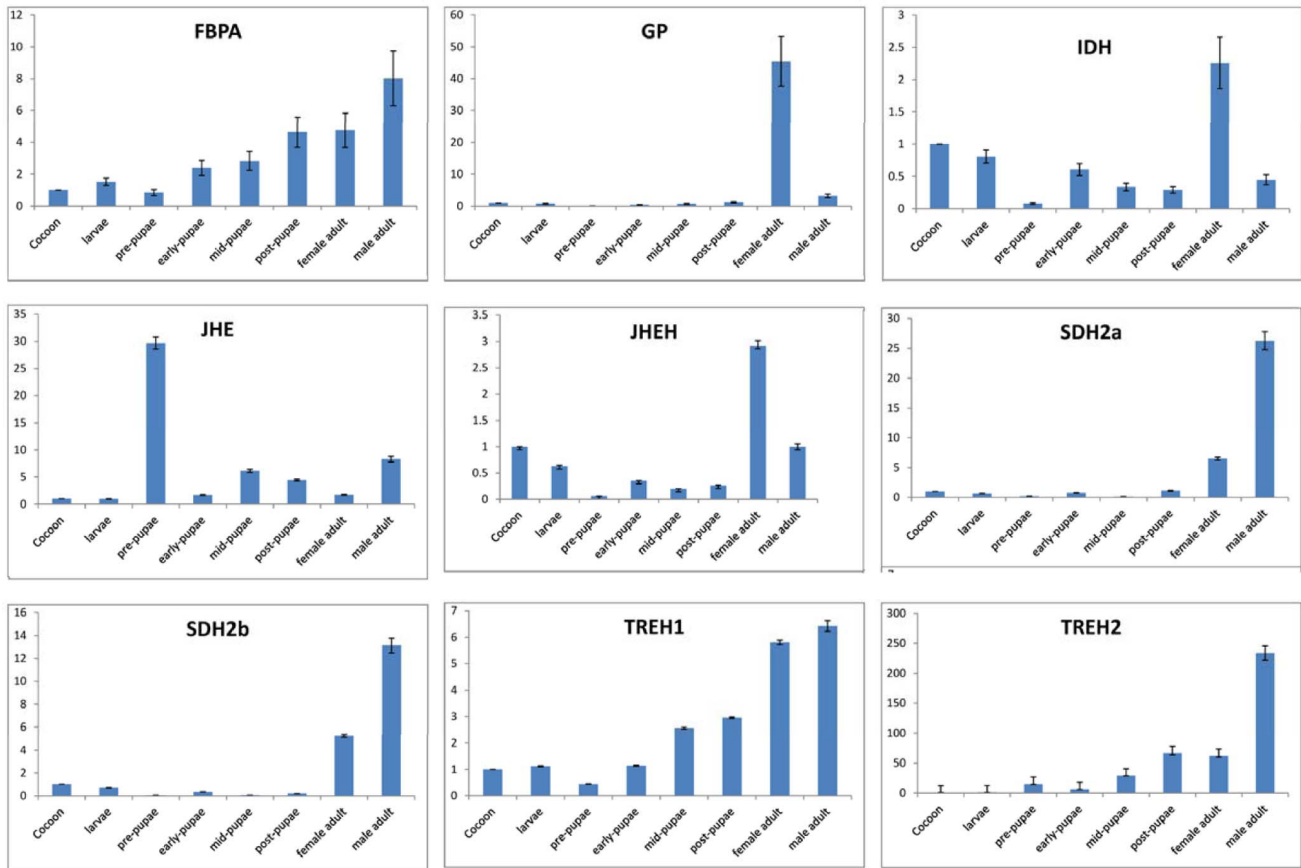 FBPA
12
10
8
6
4
2
0
Cocoon
larvae
pre-pupae
early-pupae
mid-pupae
post-pupae
female adult
male adult
GP
60
50
40
30
20
10
0
Cocoon
larvae
pre-pupae
early-pupae
mid-pupae
post-pupae
female adult
male adult
IDH
3
2.5
2
1.5
1
0.5
0
Cocoon
larvae
pre-pupae
early-pupae
mid-pupae
post-pupae
female adult
male adult
JHE
35
30
25
20
15
10
5
0
Cocoon
larvae
pre-pupae
early-pupae
mid-pupae
post-pupae
female adult
male adult
JHEH
3.5
3
2.5
2
1.5
1
0.5
0
Cocoon
larvae
pre-pupae
early-pupae
mid-pupae
post-pupae
female adult
male adult
SDH2a
30
25
20
15
10
5
0
Cocoon
larvae
pre-pupae
early-pupae
mid-pupae
post-pupae
female adult
male adult
SDH2b
16
14
12
10
8
6
4
2
0
Cocoon
larvae
pre-pupae
early-pupae
mid-pupae
post-pupae
female adult
male adult
TREH1
7
6
5
4
3
2
1
0
Cocoon
larvae
pre-pupae
early-pupae
mid-pupae
post-pupae
female adult
male adult
TREH2
300
250
200
150
100
50
0
Cocoon
larvae
pre-pupae
early-pupae
mid-pupae
post-pupae
female adult
male adult